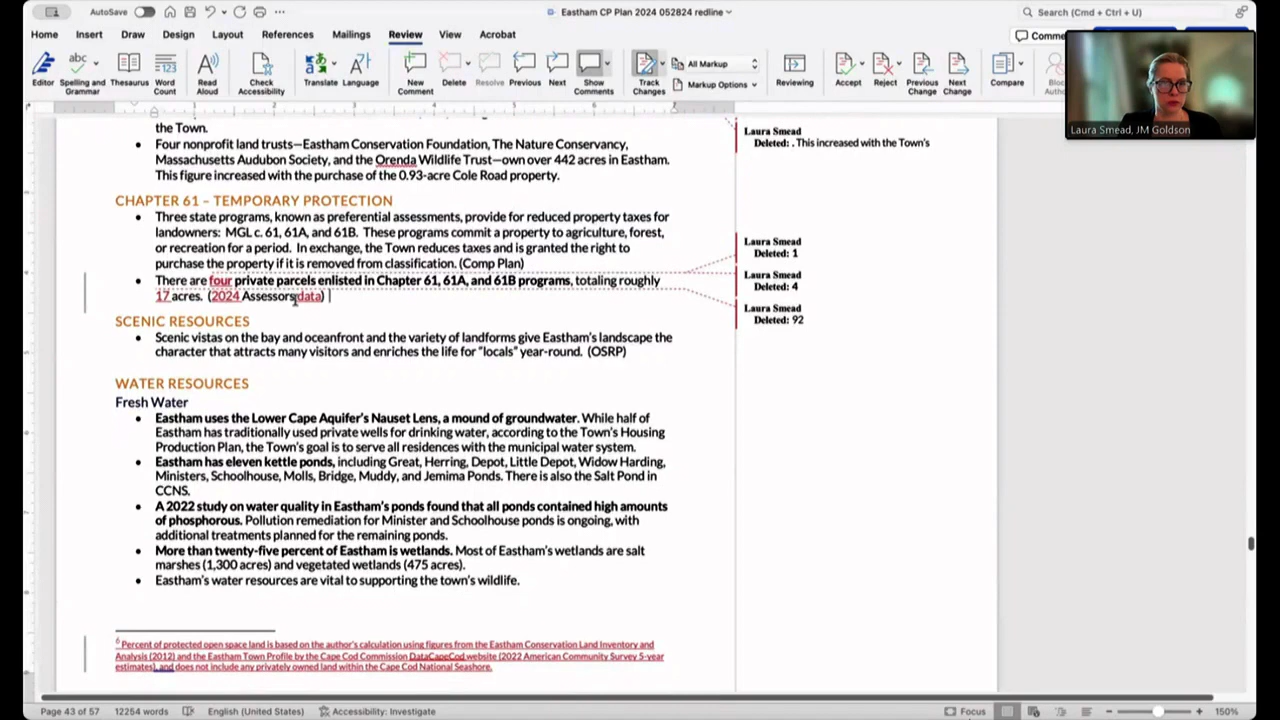 AutoSave
Eastham CP Plan 2024 052824 redline
Search (Cmd + Ctrl + U)
Home Insert Draw Design Layout References Mailings Review View Acrobat
Comme
Editor
Spelling and Grammar
Thesaurus
Word Count
Read Aloud
Check Accessibility
Translate
Language
New Comment
Delete
Resolve
Previous
Next
Show Comments
Track Changes
All Markup
Markup Options
Reviewing
Accept
Reject
Previous Change
Next Change
Compare
Laura Smead, JM Goldson
the Town.
• Four nonprofit land trusts—Eastham Conservation Foundation, The Nature Conservancy,
Massachusetts Audubon Society, and the Orenda Wildlife Trust—own over 442 acres in Eastham.
This figure increased with the purchase of the 0.93-acre Cole Road property.
CHAPTER 61 – TEMPORARY PROTECTION
• Three state programs, known as preferential assessments, provide for reduced property taxes for
landowners: MGL c. 61, 61A, and 61B. These programs commit a property to agriculture, forest,
or recreation for a period. In exchange, the Town reduces taxes and is granted the right to
purchase the property if it is removed from classification. (Comp Plan)
• There are four private parcels enlisted in Chapter 61, 61A, and 61B programs, totaling roughly
17 acres. (2024 Assessors data)
SCENIC RESOURCES
• Scenic vistas on the bay and oceanfront and the variety of landforms give Eastham's landscape the
character that attracts many visitors and enriches the life for "locals" year-round. (OSRP)
WATER RESOURCES
Fresh Water
• Eastham uses the Lower Cape Aquifer's Nauset Lens, a mound of groundwater. While half of
Eastham has traditionally used private wells for drinking water, according to the Town's Housing
Production Plan, the Town's goal is to serve all residences with the municipal water system.
• Eastham has eleven kettle ponds, including Great, Herring, Depot, Little Depot, Widow Harding,
Ministers, Schoolhouse, Molls, Bridge, Muddy, and Jemima Ponds. There is also the Salt Pond in
CCNS.
• A 2022 study on water quality in Eastham's ponds found that all ponds contained high amounts
of phosphorous. Pollution remediation for Minister and Schoolhouse ponds is ongoing, with
additional treatments planned for the remaining ponds.
• More than twenty-five percent of Eastham is wetlands. Most of Eastham's wetlands are salt
marshes (1,300 acres) and vegetated wetlands (475 acres).
• Eastham's water resources are vital to supporting the town's wildlife.
6 Percent of protected open space land is based on the author's calculation using figures from the Eastham Conservation Land Inventory and
Analysis (2012) and the Eastham Town Profile by the Cape Cod Commission DataCapeCod website (2022 American Community Survey 5-year
estimates), and does not include any privately owned land within the Cape Cod National Seashore.
Laura Smead
Deleted: . This increased with the Town's
Laura Smead
Deleted: 1
Laura Smead
Deleted: 4
Laura Smead
Deleted: 92
Page 43 of 57 12254 words English (United States) Accessibility: Investigate Focus 150%